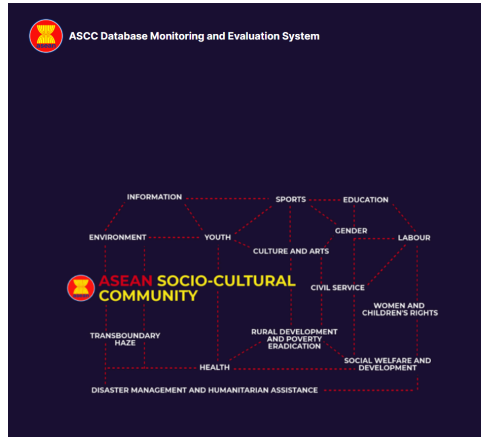 ASCC Database Monitoring and Evaluation System
INFORMATION
SPORTS
EDUCATION
ENVIRONMENT
YOUTH
GENDER
LABOUR
CULTURE AND ARTS
ASEAN SOCIO-CULTURAL
COMMUNITY
CIVIL SERVICE
WOMEN AND
CHILDREN'S RIGHTS
TRANSBOUNDARY
HAZE
RURAL DEVELOPMENT
AND POVERTY
ERADICATION
HEALTH
SOCIAL WELFARE AND
DEVELOPMENT
DISASTER MANAGEMENT AND HUMANITARIAN ASSISTANCE